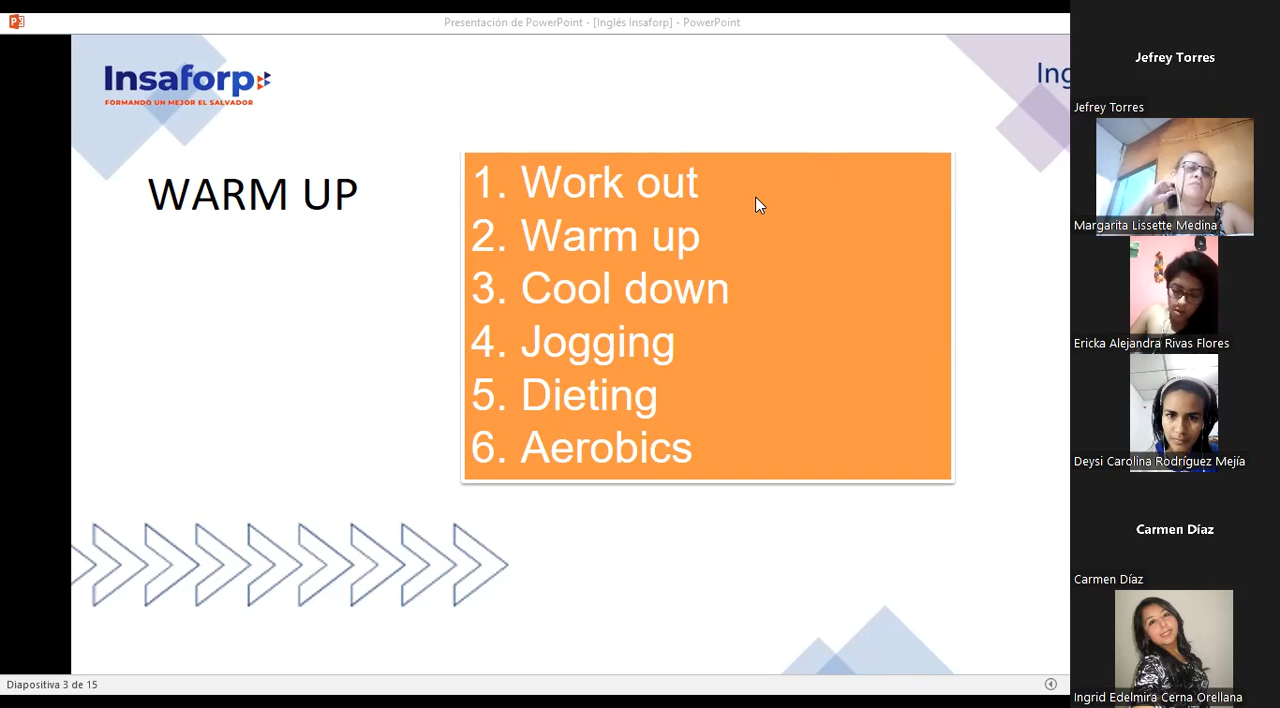 Presentación de PowerPoint - [Inglés Insaforp] - PowerPoint
Insaforp
FORMANDO UN MEJOR EL SALVADOR
Ing
WARM UP
1. Work out
2. Warm up
3. Cool down
4. Jogging
5. Dieting
6. Aerobics
Diapositiva 3 de 15
Jefrey Torres
Jefrey Torres
Margarita Lissette Medina
Ericka Alejandra Rivas Flores
Deysi Carolina Rodríguez Mejía
Carmen Díaz
Carmen Díaz
Ingrid Edelmira Cerna Orellana